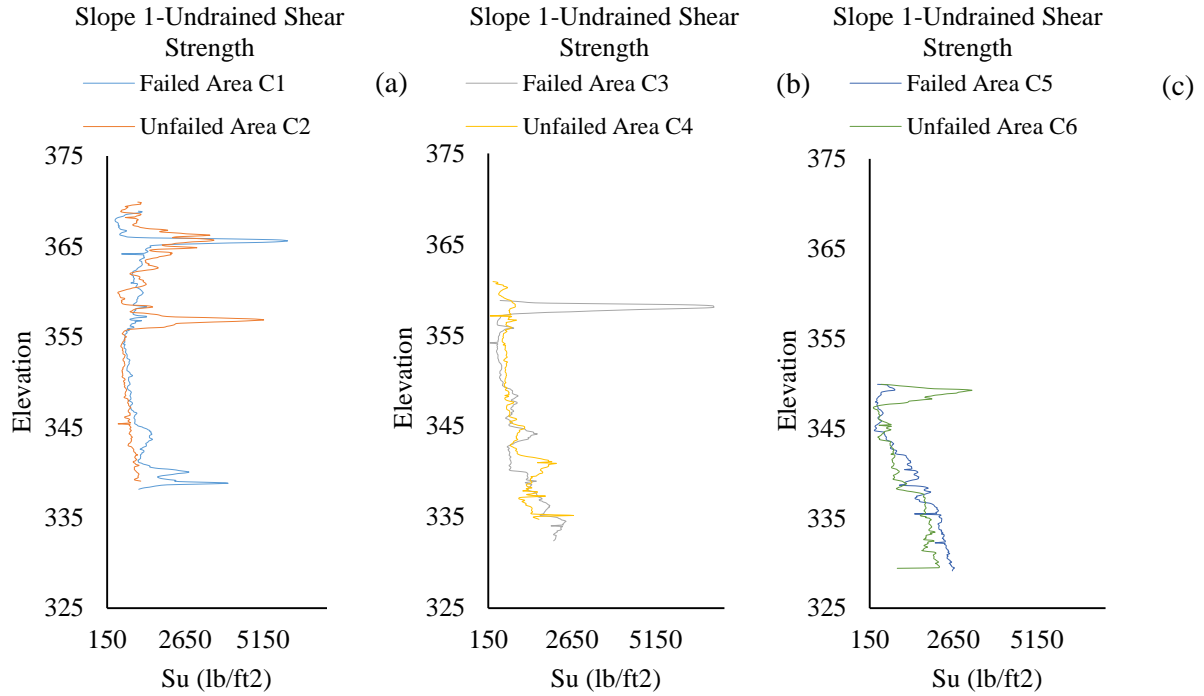 Slope 1-Undrained Shear
Strength
Failed Area C1
Unfailed Area C2
(a)
375
365
355
345
335
325
Elevation
150 2650 5150
Su (lb/ft2)
Slope 1-Undrained Shear
Strength
Failed Area C3
Unfailed Area C4
(b)
375
365
355
345
335
325
Elevation
150 2650 5150
Su (lb/ft2)
Slope 1-Undrained Shear
Strength
Failed Area C5
Unfailed Area C6
(c)
375
365
355
345
335
325
Elevation
150 2650 5150
Su (lb/ft2)